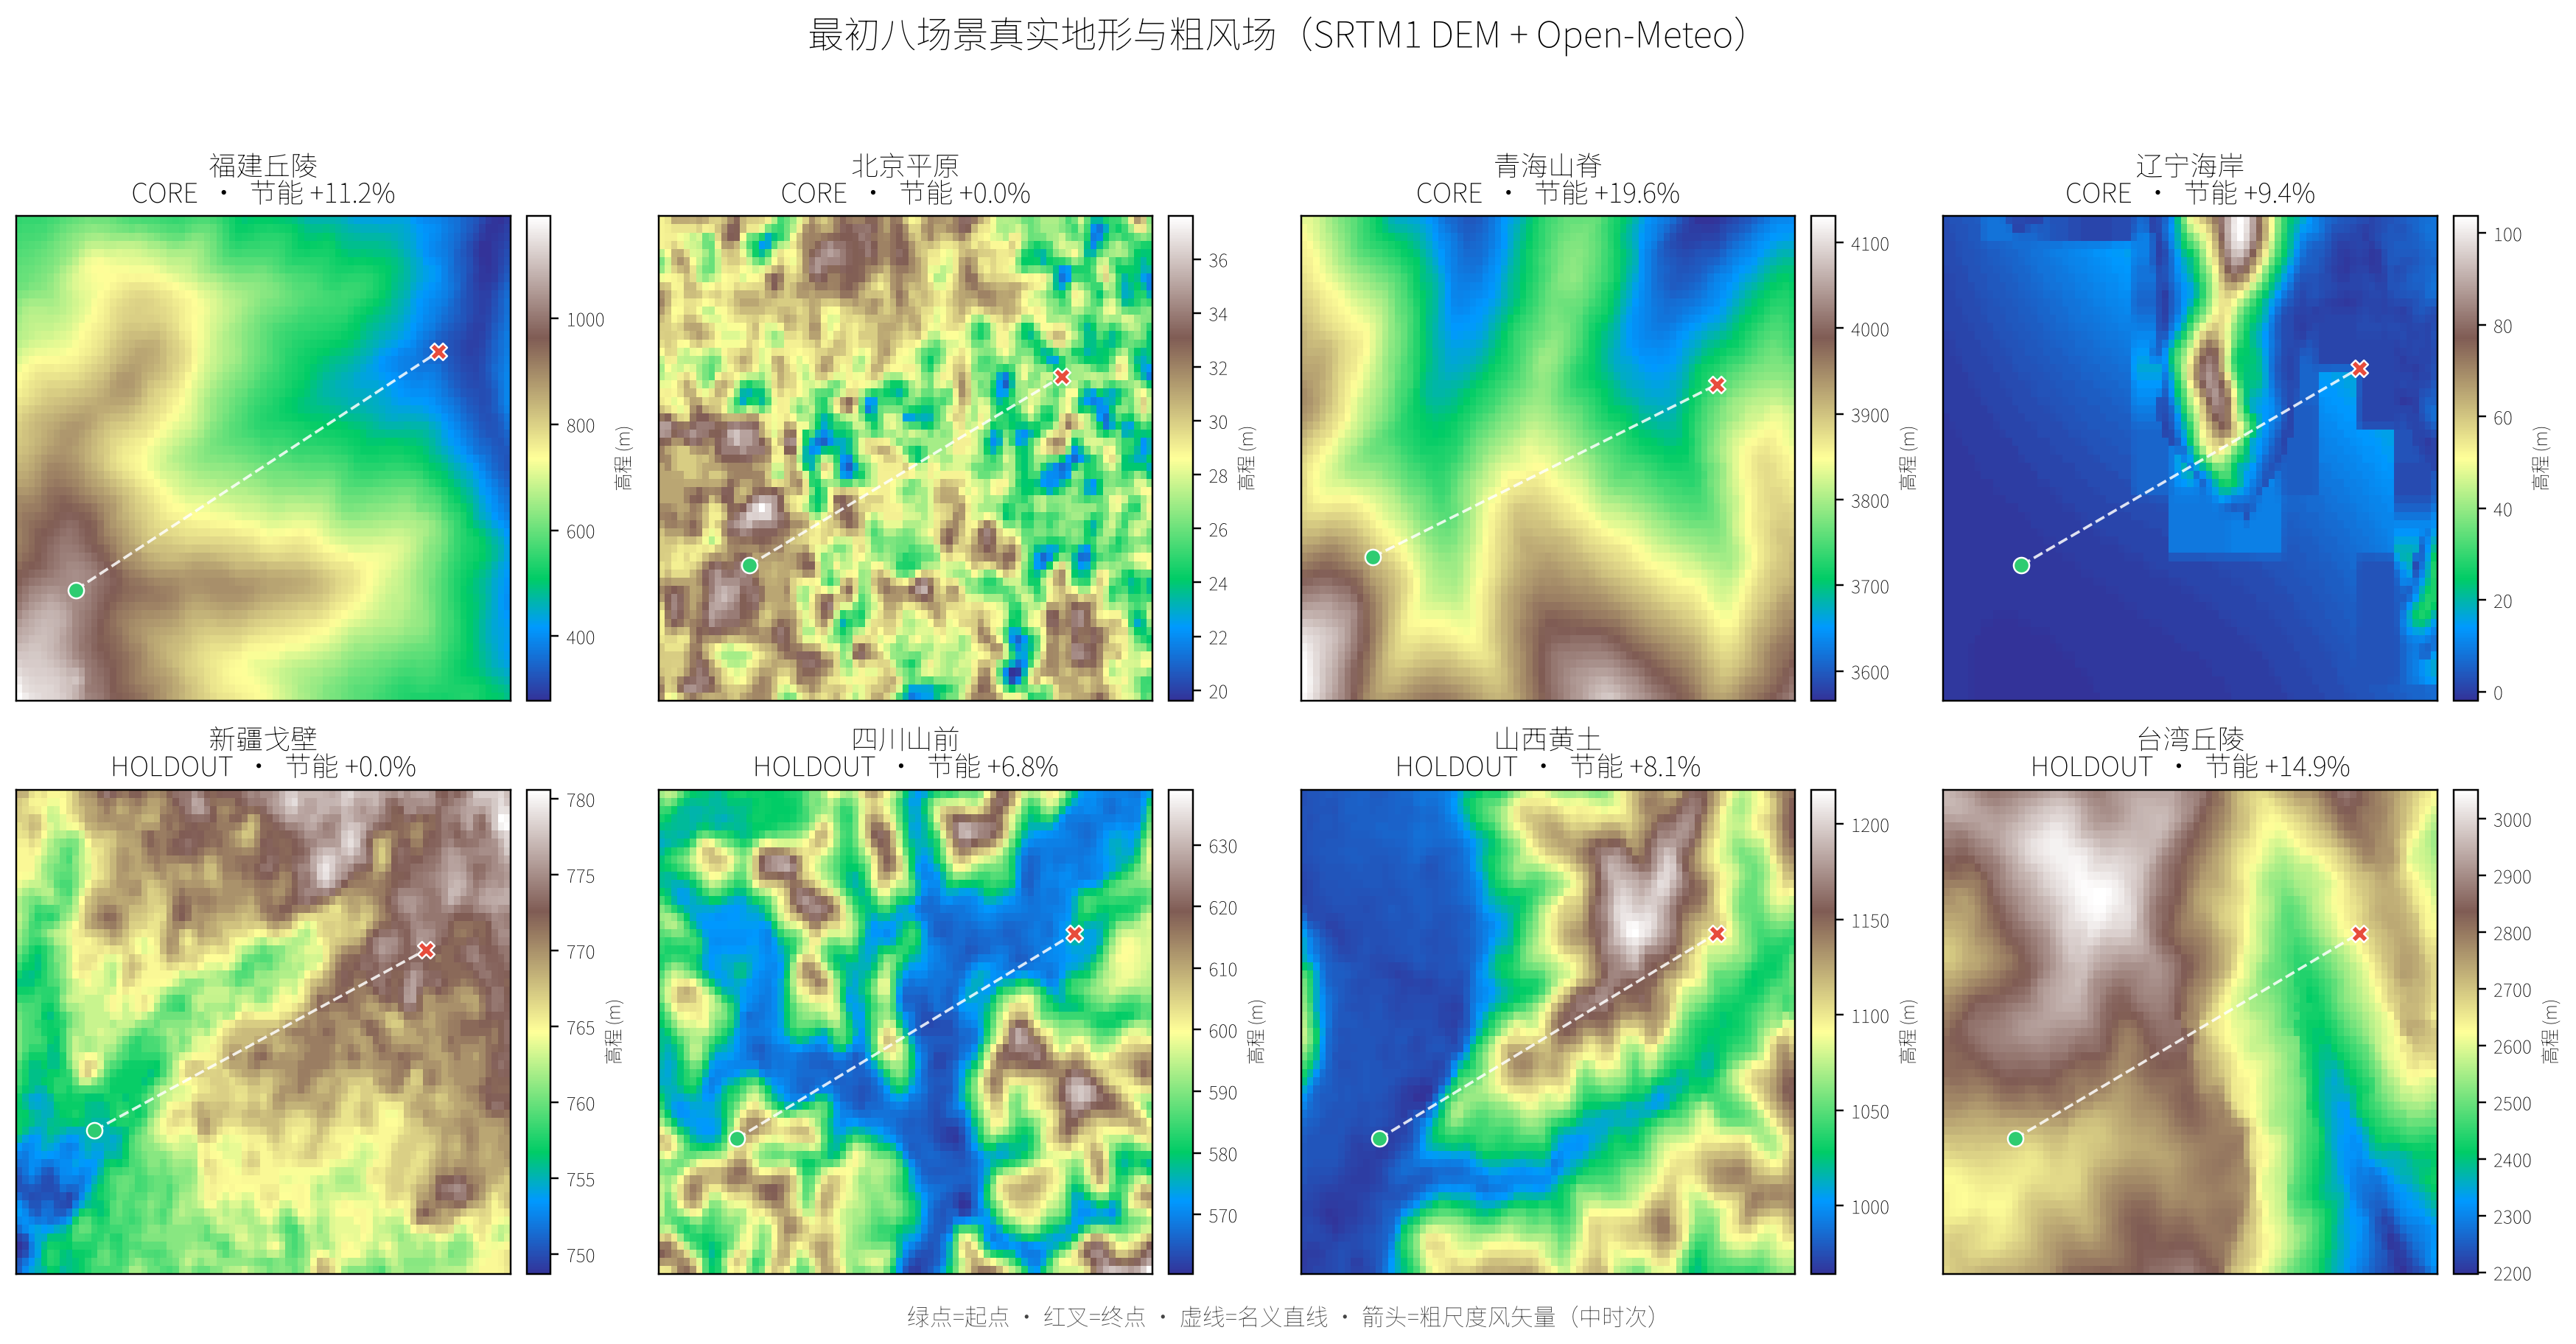 最初八场景真实地形与粗风场（SRTM1 DEM + Open-Meteo）
福建丘陵
CORE · 节能 +11.2%
1000
800
600
400
高程 (m)
北京平原
CORE · 节能 +0.0%
36
34
32
30
28
26
24
22
20
高程 (m)
青海山脊
CORE · 节能 +19.6%
4100
4000
3900
3800
3700
3600
高程 (m)
辽宁海岸
CORE · 节能 +9.4%
100
80
60
40
20
0
高程 (m)
新疆戈壁
HOLDOUT · 节能 +0.0%
780
775
770
765
760
755
750
高程 (m)
四川山前
HOLDOUT · 节能 +6.8%
630
620
610
600
590
580
570
高程 (m)
山西黄土
HOLDOUT · 节能 +8.1%
1200
1150
1100
1050
1000
高程 (m)
台湾丘陵
HOLDOUT · 节能 +14.9%
3000
2900
2800
2700
2600
2500
2400
2300
2200
高程 (m)
绿点=起点 · 红叉=终点 · 虚线=名义直线 · 箭头=粗尺度风矢量（中时次）